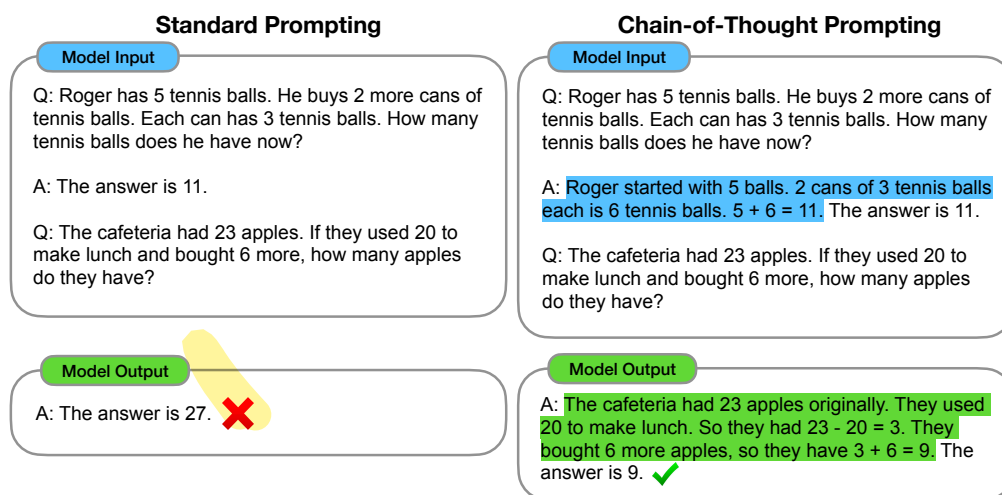 Standard Prompting
Model Input
Q: Roger has 5 tennis balls. He buys 2 more cans of
tennis balls. Each can has 3 tennis balls. How many
tennis balls does he have now?
A: The answer is 11.
Q: The cafeteria had 23 apples. If they used 20 to
make lunch and bought 6 more, how many apples
do they have?
Model Output
A: The answer is 27.
Chain-of-Thought Prompting
Model Input
Q: Roger has 5 tennis balls. He buys 2 more cans of
tennis balls. Each can has 3 tennis balls. How many
tennis balls does he have now?
A: Roger started with 5 balls. 2 cans of 3 tennis balls
each is 6 tennis balls. 5 + 6 = 11. The answer is 11.
Q: The cafeteria had 23 apples. If they used 20 to
make lunch and bought 6 more, how many apples
do they have?
Model Output
A: The cafeteria had 23 apples originally. They used
20 to make lunch. So they had 23 - 20 = 3. They
bought 6 more apples, so they have 3 + 6 = 9. The
answer is 9.